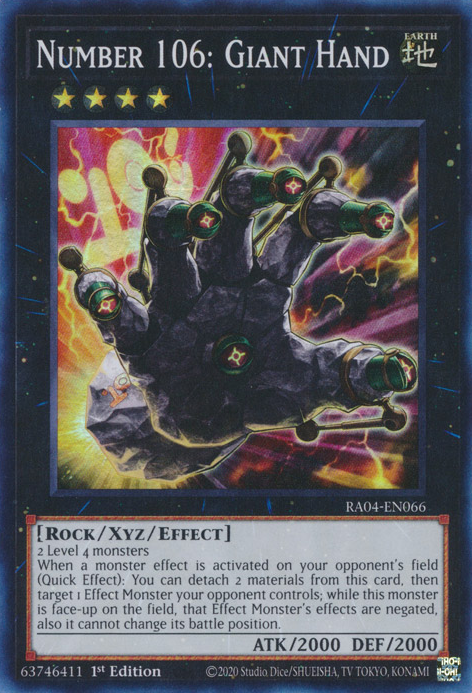 NUMBER 106: GIANT HAND
EARTH
地
106
RA04-EN066
[ROCK/XYZ/EFFECT]
2 Level 4 monsters
When a monster effect is activated on your opponent's field
(Quick Effect): You can detach 2 materials from this card, then
target 1 Effect Monster your opponent controls; while this monster
is face-up on the field, that Effect Monster's effects are negated,
also it cannot change its battle position.
ATK/2000 DEF/2000
63746411 1st Edition ©2020 Studio Dice/SHUEISHA, TV TOKYO, KONAMI